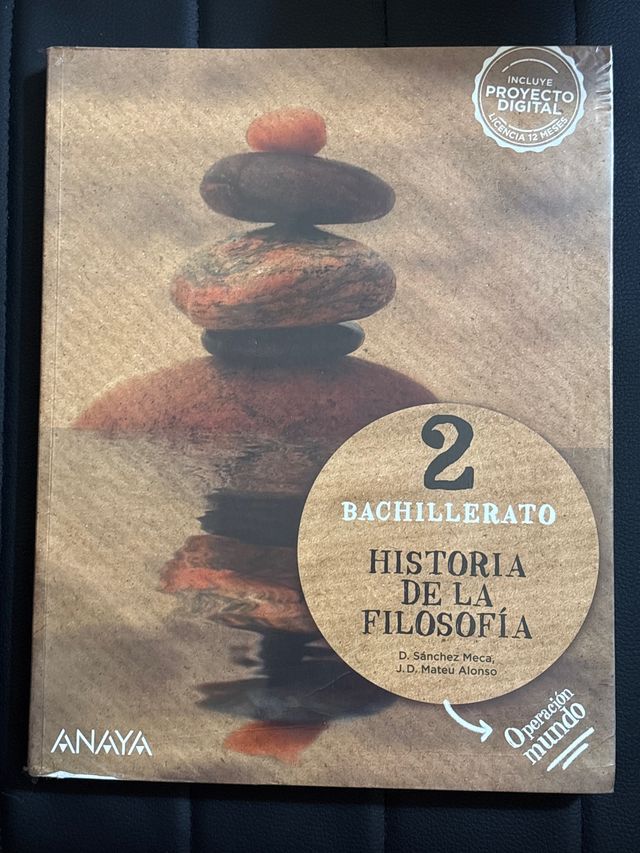 INCLUYE
PROYECTO
DIGITAL
LICENCIA 12 MESES
2
BACHILLERATO
HISTORIA
DE LA
FILOSOFÍA
D. Sánchez Meca,
J. D. Mateu Alonso
ANAYA
Operación
mundo